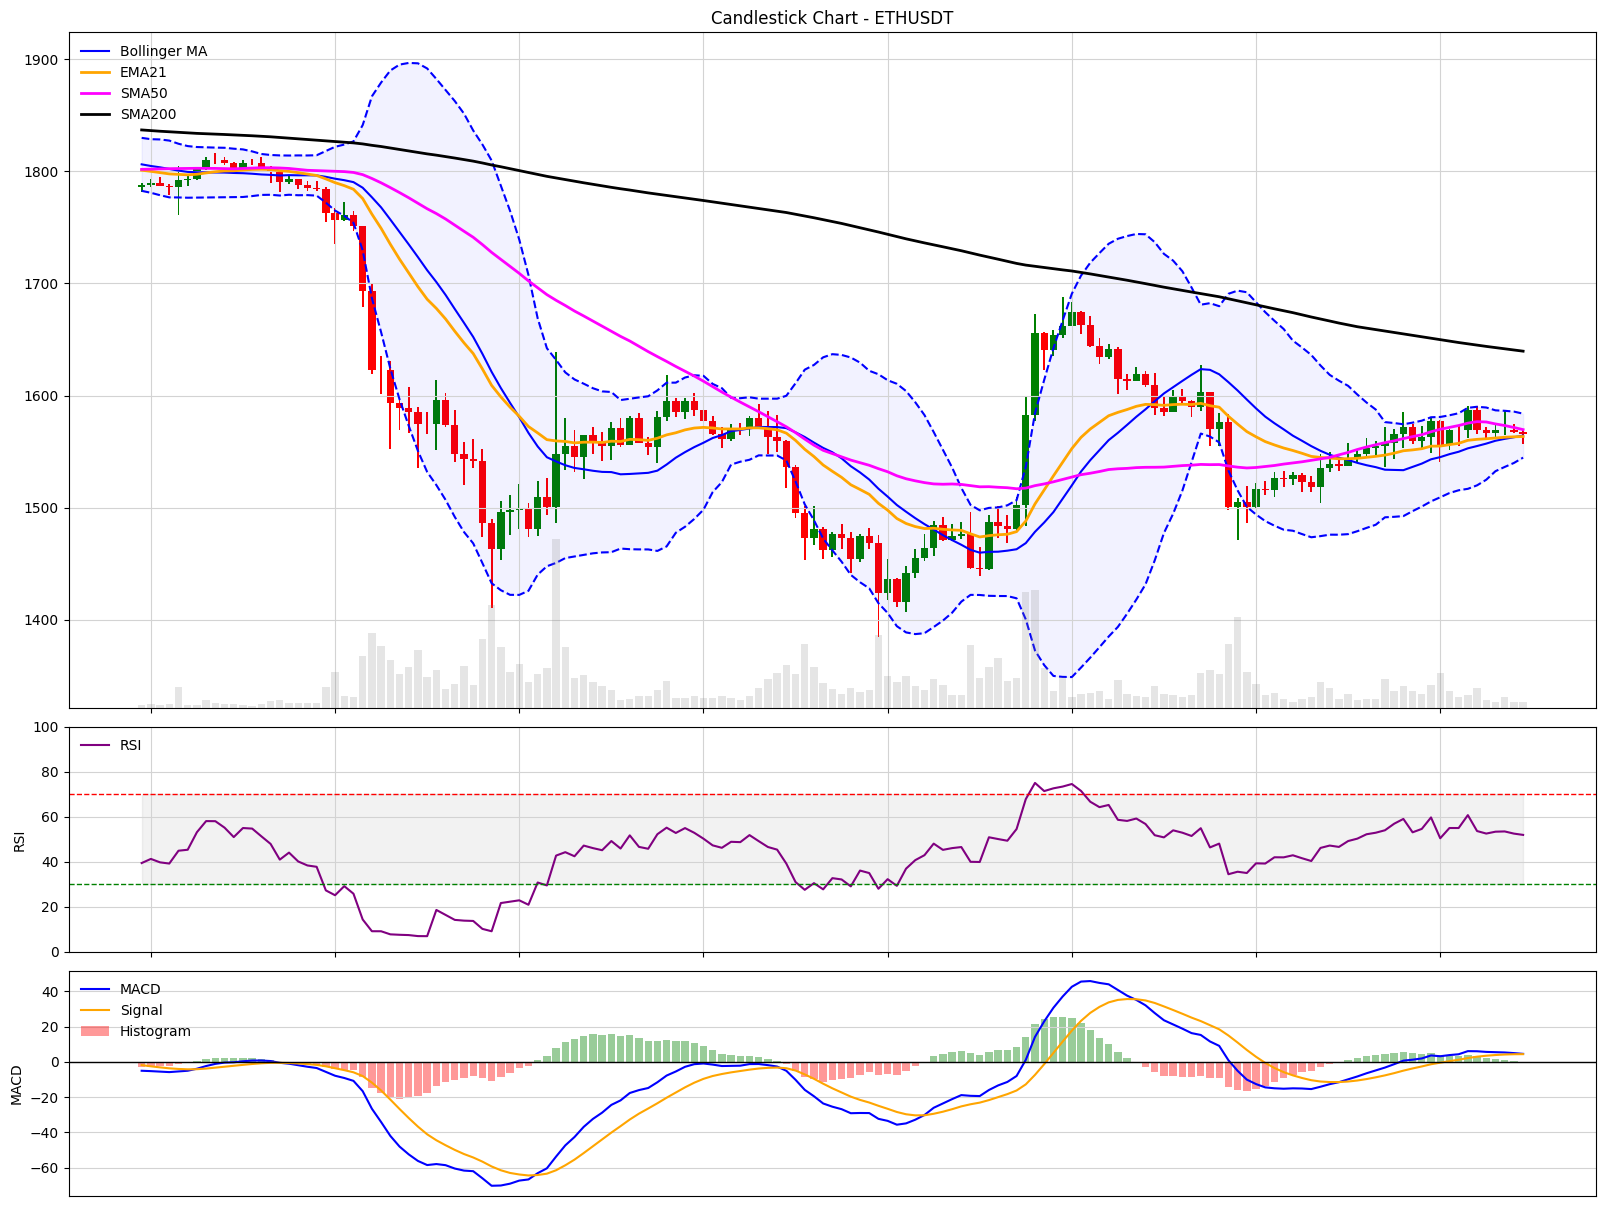 Candlestick Chart - ETHUSDT
Bollinger MA
EMA21
SMA50
SMA200
1900
1800
1700
1600
1500
1400
RSI
100
80
60
40
20
0
RSI
MACD
Signal
Histogram
40
20
0
−20
−40
−60
MACD